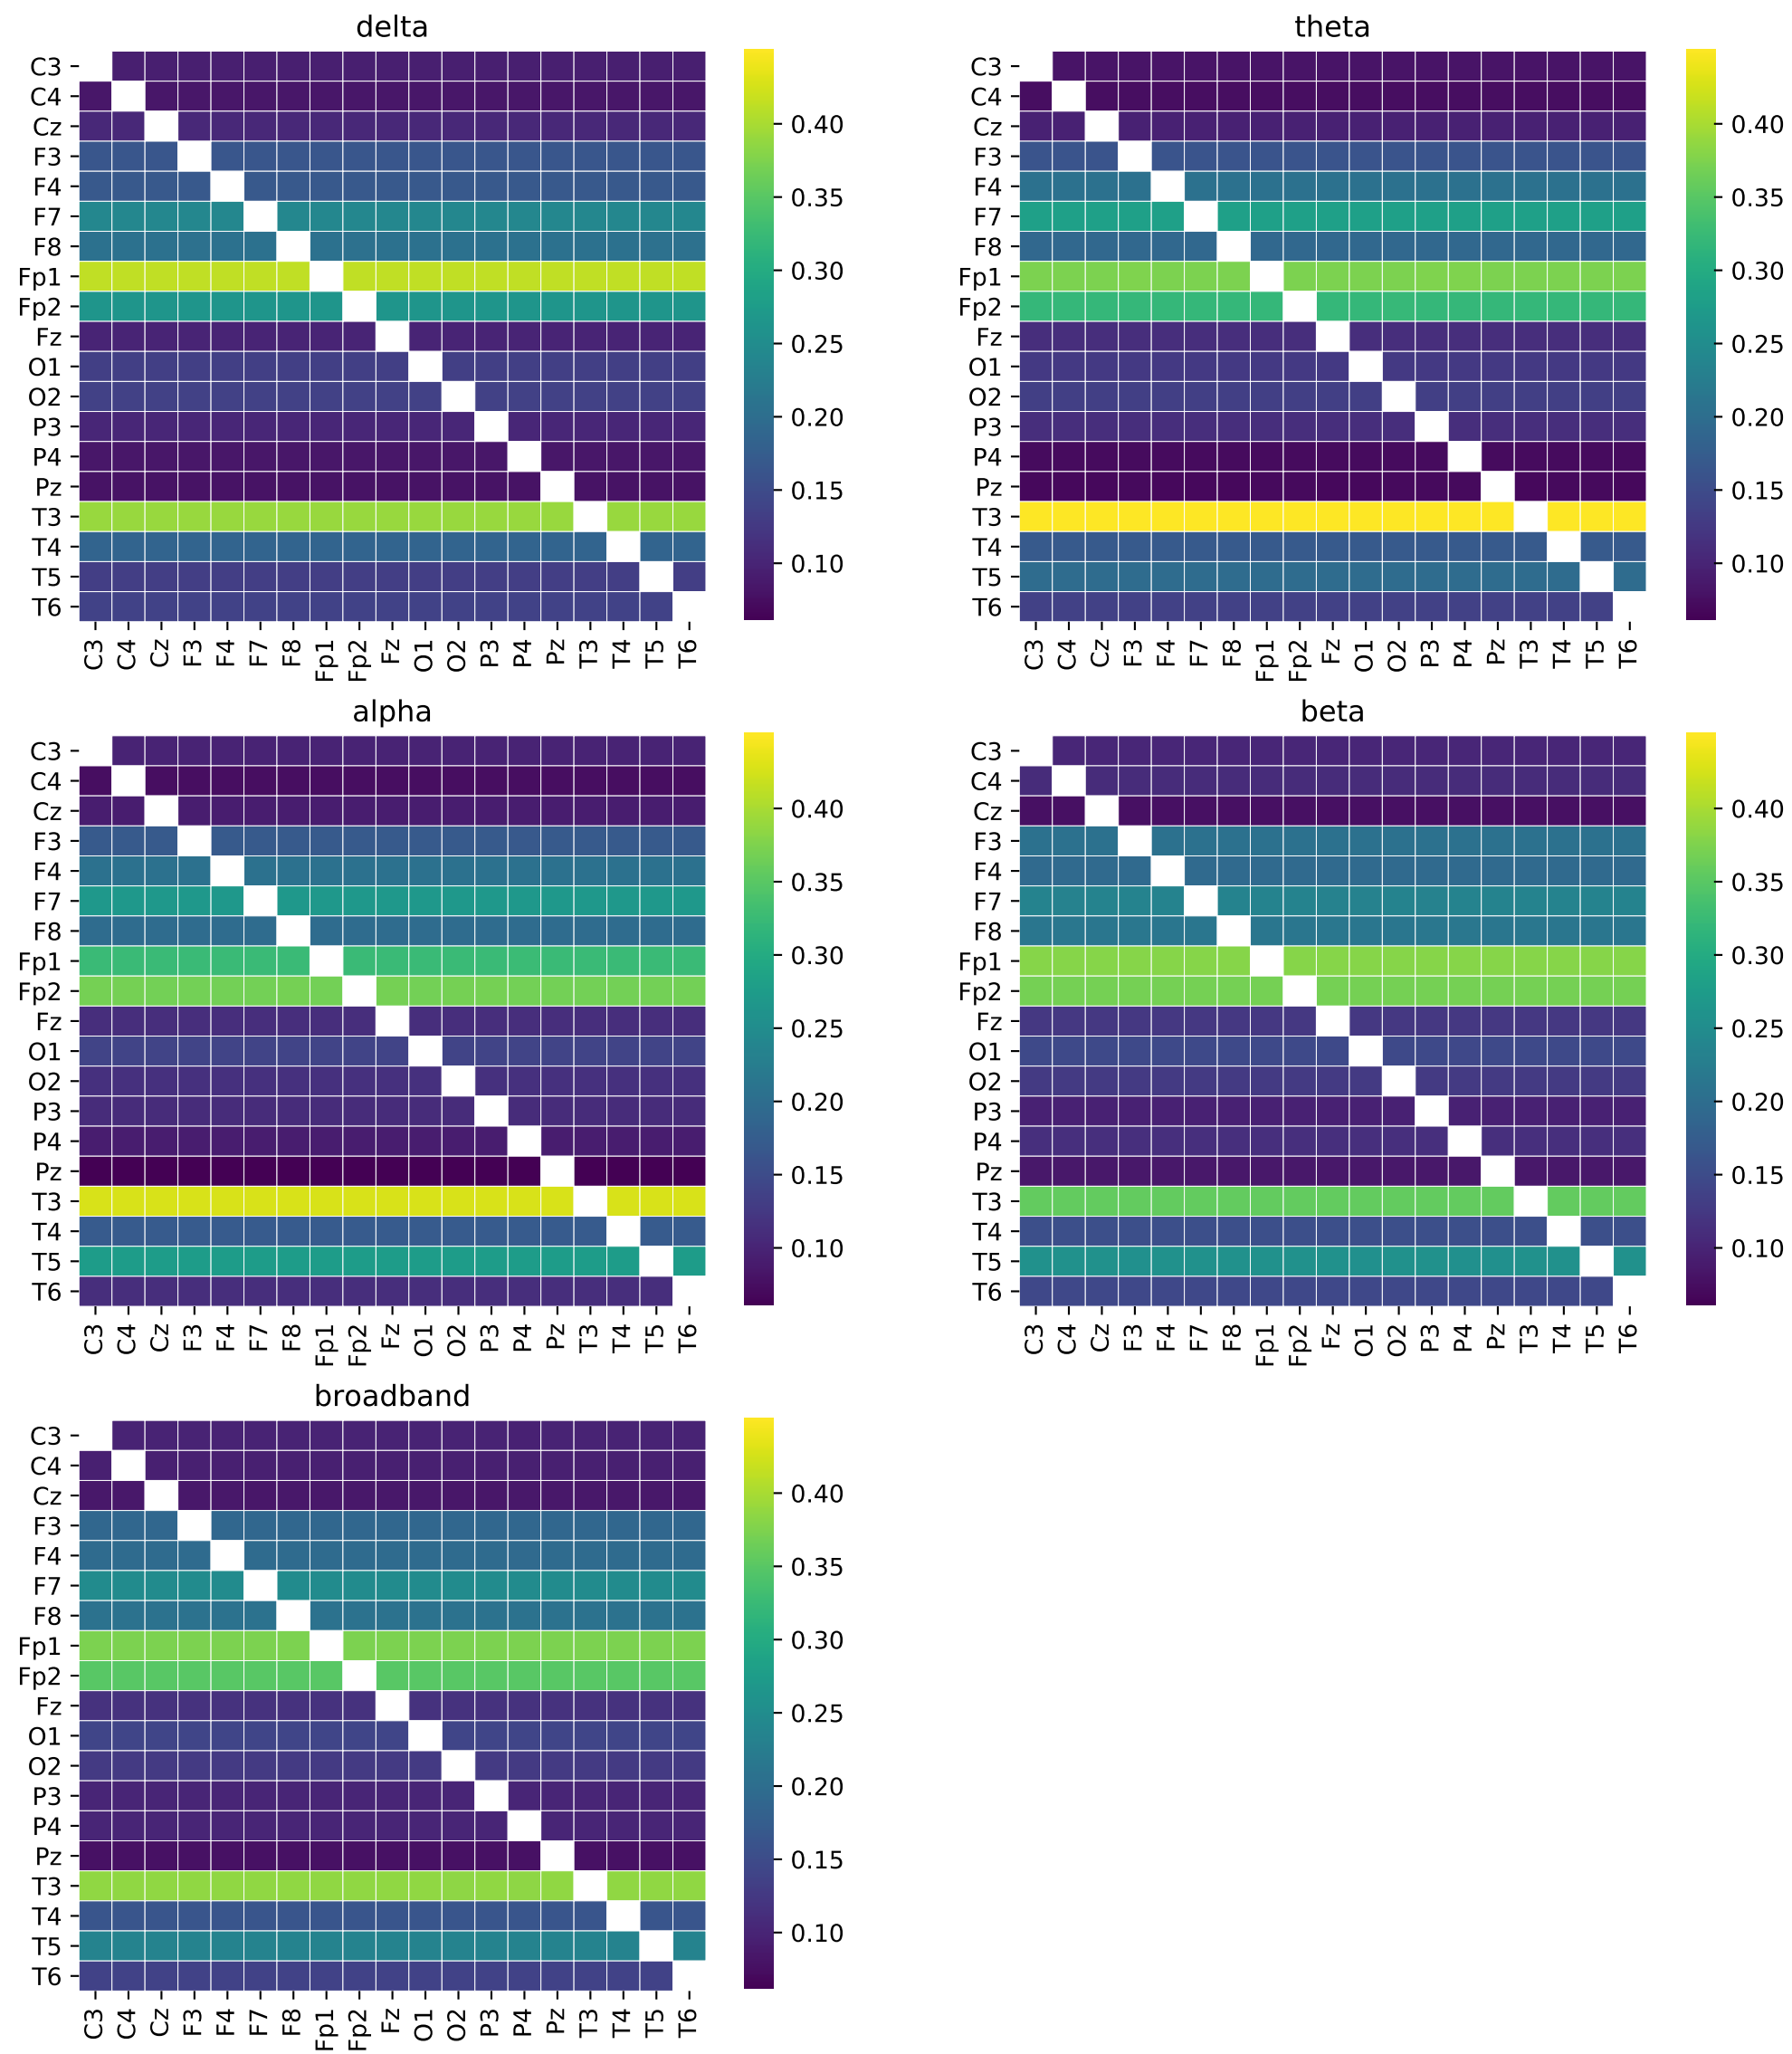 delta
C3
C4
Cz
F3
F4
F7
F8
Fp1
Fp2
Fz
O1
O2
P3
P4
Pz
T3
T4
T5
T6
C3 C4 Cz F3 F4 F7 F8 Fp1 Fp2 Fz O1 O2 P3 P4 Pz T3 T4 T5 T6
0.40
0.35
0.30
0.25
0.20
0.15
0.10
theta
C3
C4
Cz
F3
F4
F7
F8
Fp1
Fp2
Fz
O1
O2
P3
P4
Pz
T3
T4
T5
T6
C3 C4 Cz F3 F4 F7 F8 Fp1 Fp2 Fz O1 O2 P3 P4 Pz T3 T4 T5 T6
0.40
0.35
0.30
0.25
0.20
0.15
0.10
alpha
C3
C4
Cz
F3
F4
F7
F8
Fp1
Fp2
Fz
O1
O2
P3
P4
Pz
T3
T4
T5
T6
C3 C4 Cz F3 F4 F7 F8 Fp1 Fp2 Fz O1 O2 P3 P4 Pz T3 T4 T5 T6
0.40
0.35
0.30
0.25
0.20
0.15
0.10
beta
C3
C4
Cz
F3
F4
F7
F8
Fp1
Fp2
Fz
O1
O2
P3
P4
Pz
T3
T4
T5
T6
C3 C4 Cz F3 F4 F7 F8 Fp1 Fp2 Fz O1 O2 P3 P4 Pz T3 T4 T5 T6
0.40
0.35
0.30
0.25
0.20
0.15
0.10
broadband
C3
C4
Cz
F3
F4
F7
F8
Fp1
Fp2
Fz
O1
O2
P3
P4
Pz
T3
T4
T5
T6
C3 C4 Cz F3 F4 F7 F8 Fp1 Fp2 Fz O1 O2 P3 P4 Pz T3 T4 T5 T6
0.40
0.35
0.30
0.25
0.20
0.15
0.10